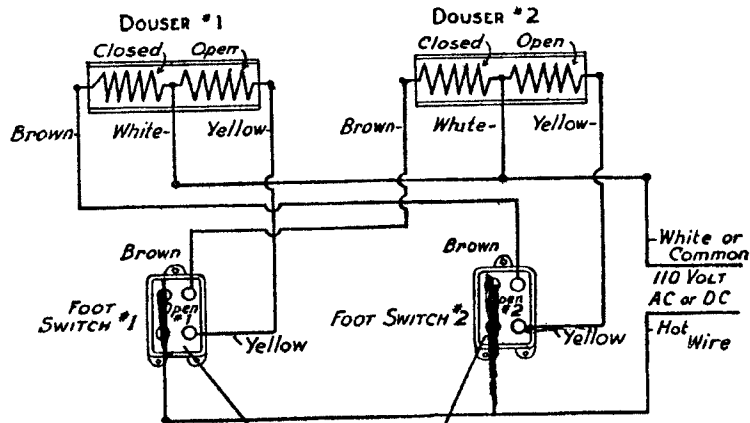 DOUSER #1
DOUSER #2
Closed
Open
Closed
Open
Brown-
White-
Yellow-
Brown-
White-
Yellow-
Brown
Brown
White or
Common
110 VOLT
AC or DC
Hot
Wire
FOOT
SWITCH #1
Open
#1
Yellow
FOOT SWITCH #2
Open
#2
Yellow